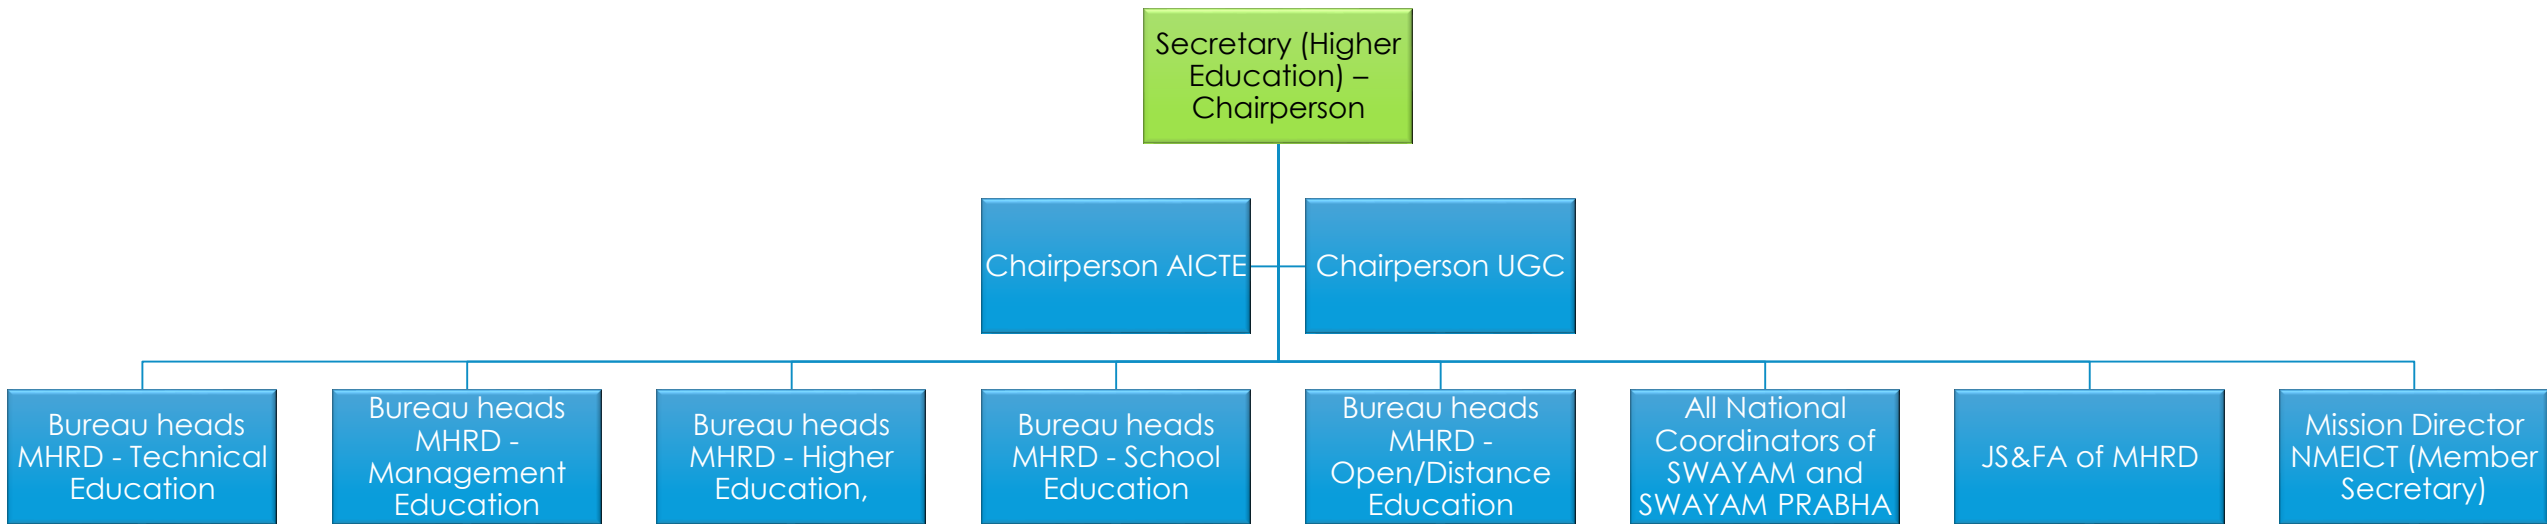 Secretary (Higher
Education) –
Chairperson
Chairperson AICTE
Chairperson UGC
Bureau heads
MHRD - Technical
Education
Bureau heads
MHRD -
Management
Education
Bureau heads
MHRD - Higher
Education,
Bureau heads
MHRD - School
Education
Bureau heads
MHRD -
Open/Distance
Education
All National
Coordinators of
SWAYAM and
SWAYAM PRABHA
JS&FA of MHRD
Mission Director
NMEICT (Member
Secretary)